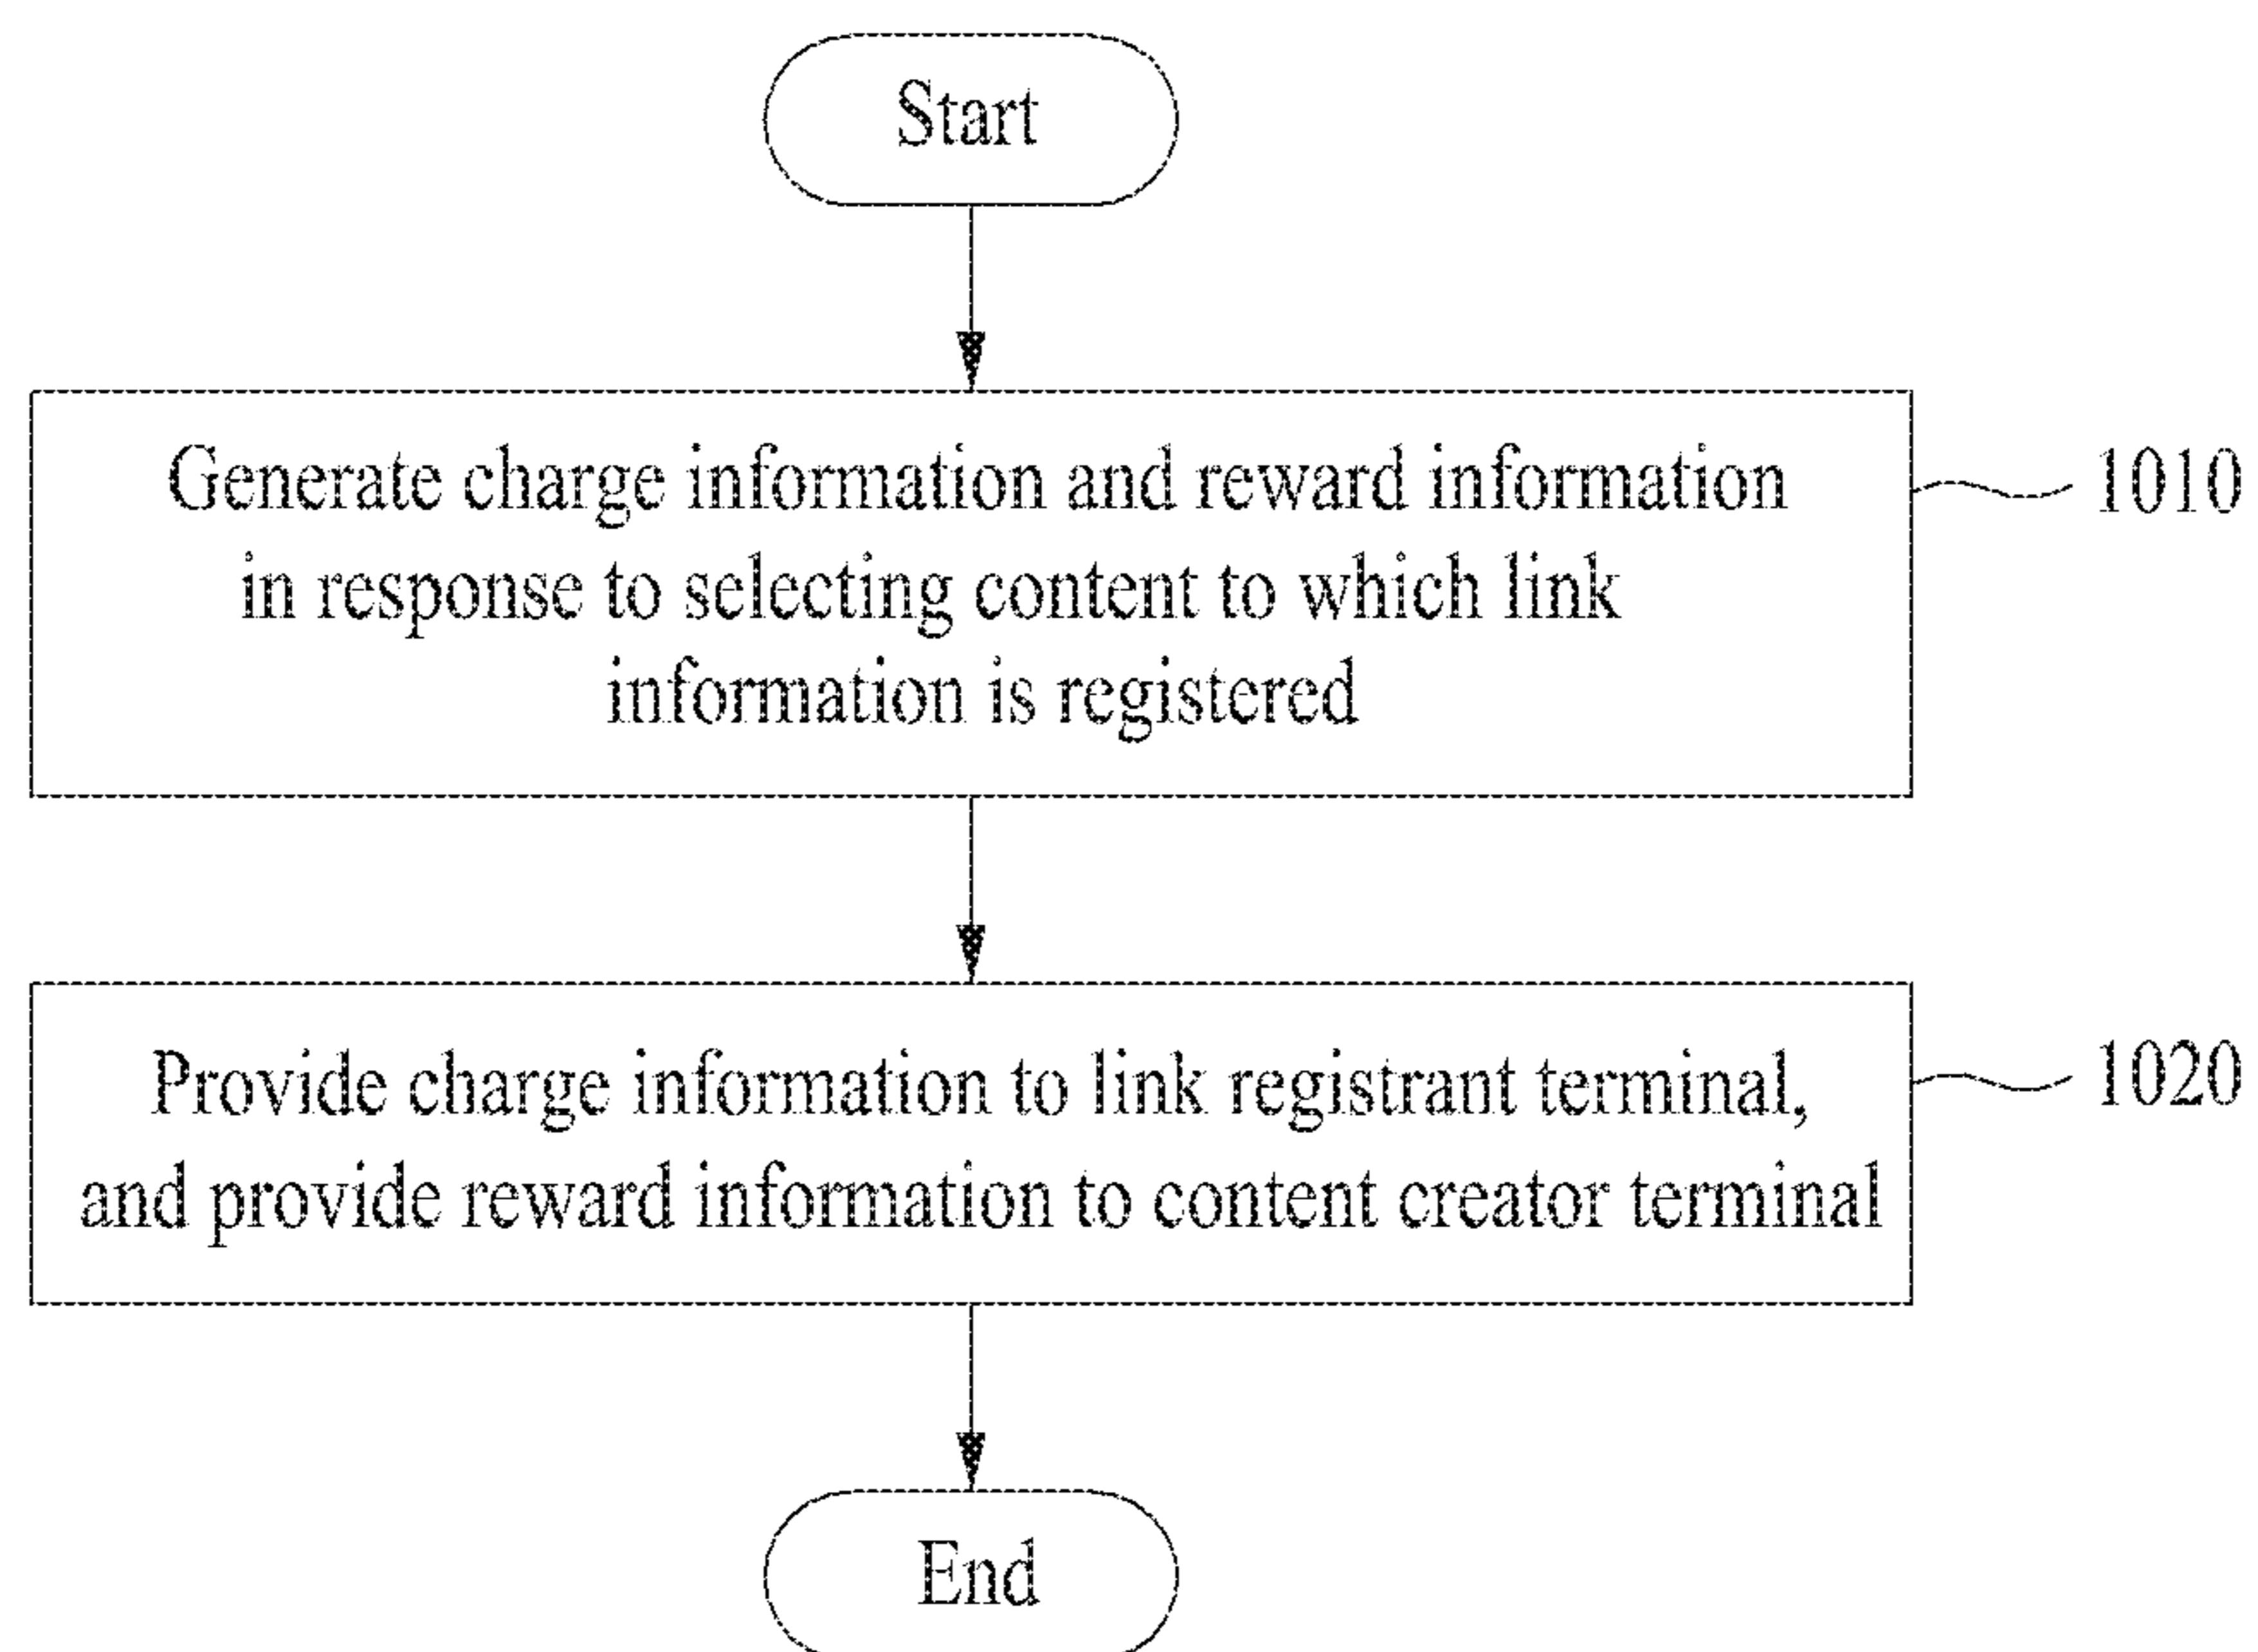 Start
Generate charge information and reward information
in response to selecting content to which link
information is registered
1010
Provide charge information to link registrant terminal,
and provide reward information to content creator terminal
1020
End